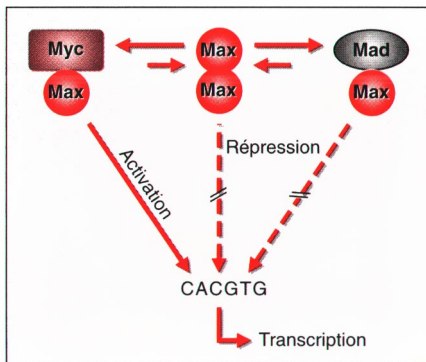 Myc Max Mad
Max Max Max
Répression
Activation
CACGTG
Transcription